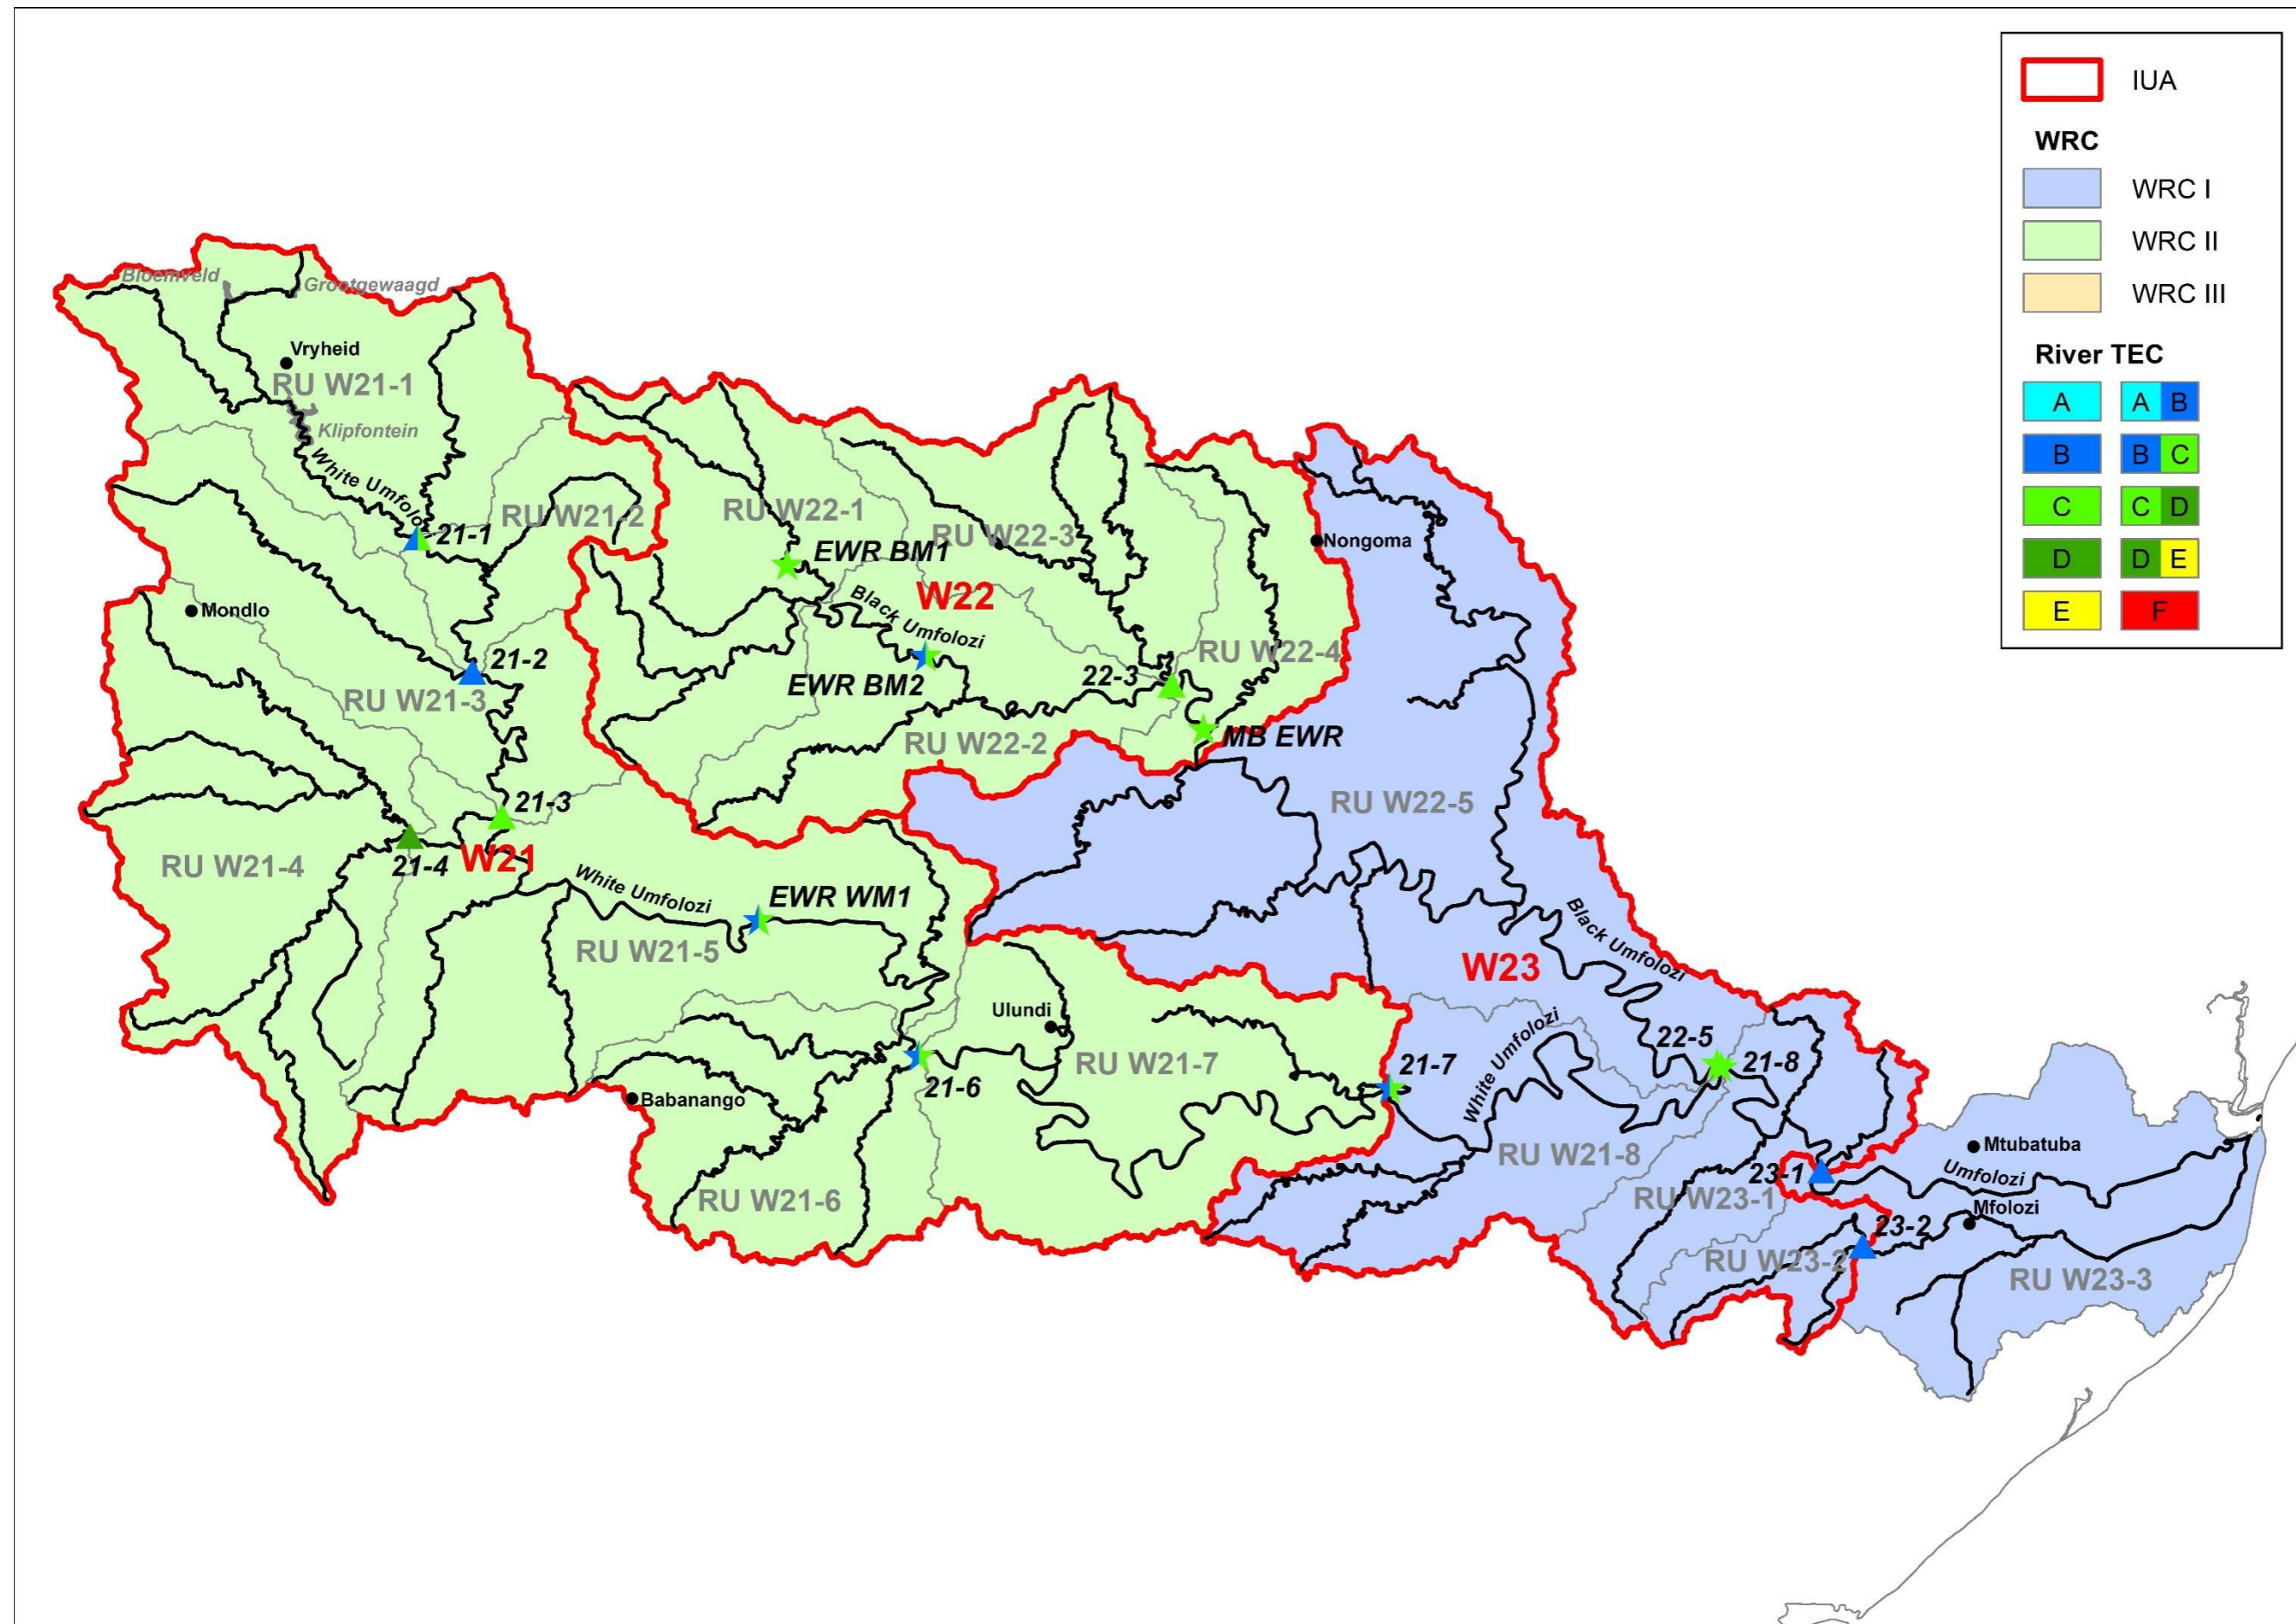 IUA
WRC
WRC I
WRC II
WRC III
River TEC
A
A B
B
B C
C
C D
D
D E
E
F
Bloemveld
Grootgewaagd
Vryheid
RU W21-1
Klipfontein
White Umfolo
21-1
RU W21-2
RU W22-1
RU W22-3
EWR BM1
Nongoma
W22
Mondlo
Black Umfolozi
21-2
RU W21-3
EWR BM2
22-3
RU W22-4
RU W22-2
MB EWR
21-3
RU W22-5
RU W21-4
21-4
W21
White Umfolozi
EWR WM1
RU W21-5
Black Umfolozi
W23
Ulundi
RU W21-7
White Umfolozi
22-5
21-8
21-7
21-6
Babanango
RU W21-8
Mtubatuba
23-1
Umfolozi
RU W21-6
RU W23-1
Mfolozi
23-2
RU W23-2
RU W23-3